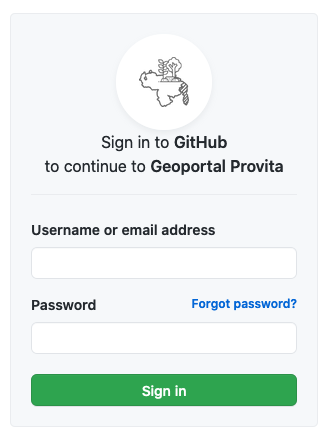 Sign in to GitHub
to continue to Geoportal Provita
Username or email address
Password Forgot password?
Sign in